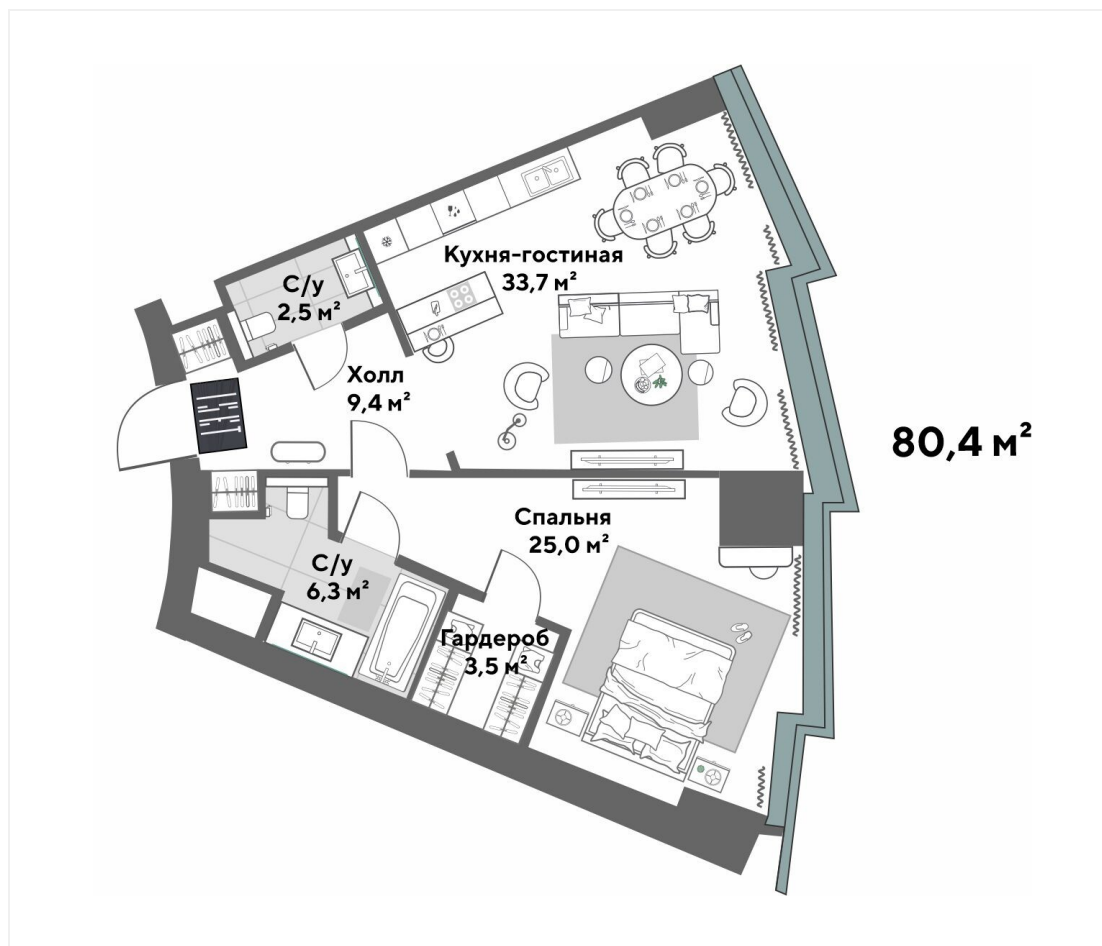 Кухня-гостиная
33,7 м²
С/у
2,5 м²
Холл
9,4 м²
80,4 м²
Спальня
25,0 м²
С/у
6,3 м²
Гардероб
3,5 м²